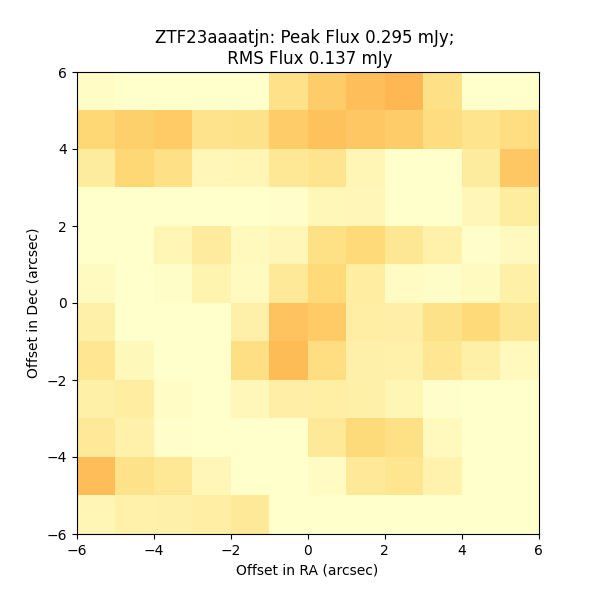 ZTF23aaaatjn: Peak Flux 0.295 mJy;
RMS Flux 0.137 mJy
6
4
2
0
−2
−4
−6
Offset in Dec (arcsec)
−6 −4 −2 0 2 4 6
Offset in RA (arcsec)